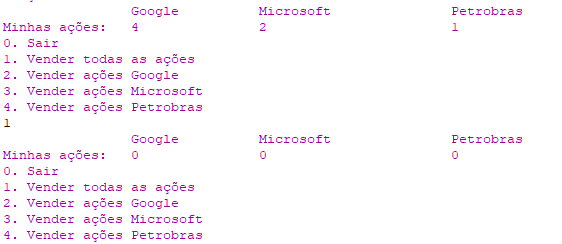 Google Microsoft Petrobras
Minhas ações: 4 2 1
0. Sair
1. Vender todas as ações
2. Vender ações Google
3. Vender ações Microsoft
4. Vender ações Petrobras
1
Google Microsoft Petrobras
Minhas ações: 0 0 0
0. Sair
1. Vender todas as ações
2. Vender ações Google
3. Vender ações Microsoft
4. Vender ações Petrobras